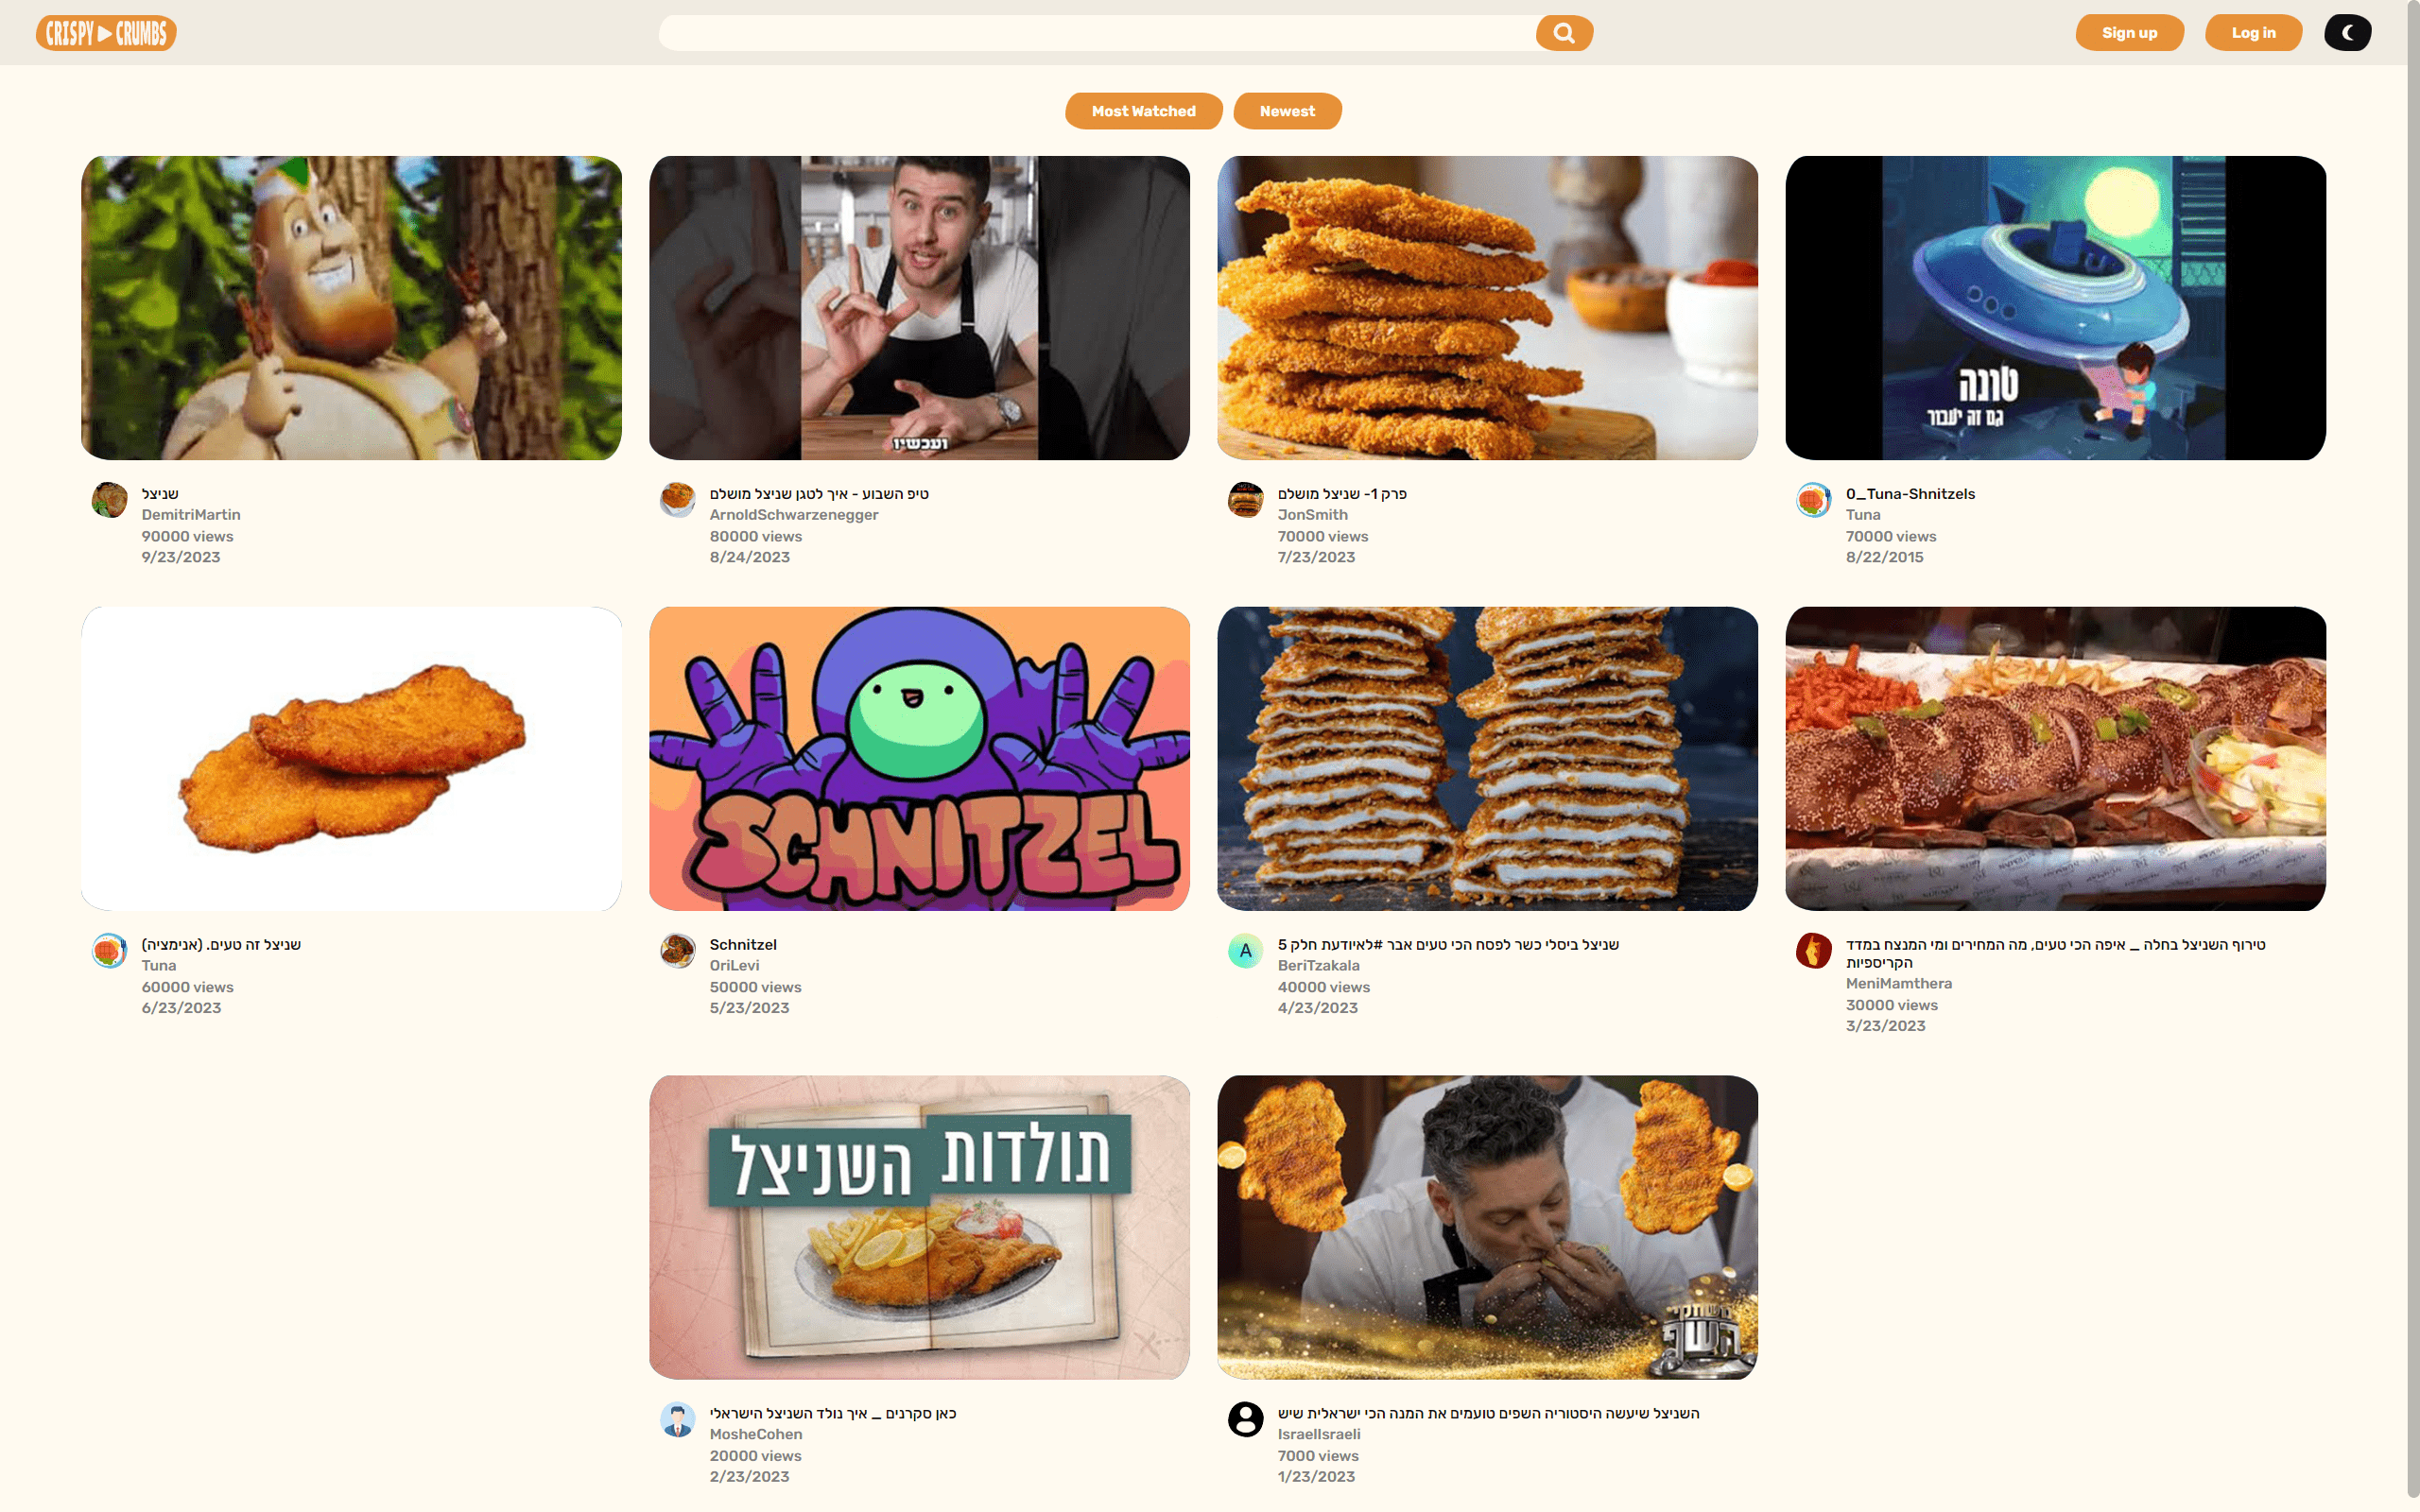 CRISPY CRUMBS
Sign up
Log in
Most Watched
Newest
ועכשיו
טונה
גם זה יעבור
שניצל
DemitriMartin
90000 views
9/23/2023
טיפ השבוע - איך לטגן שניצל מושלם
ArnoldSchwarzenegger
80000 views
8/24/2023
פרק 1- שניצל מושלם
JonSmith
70000 views
7/23/2023
0_Tuna-Shnitzels
Tuna
70000 views
8/22/2015
SCHNITZEL
שניצל זה טעים. (אנימציה)
Tuna
60000 views
6/23/2023
Schnitzel
OriLevi
50000 views
5/23/2023
A
שניצל ביסלי כשר לפסח הכי טעים אבר #לאיודעת חלק 5
BeriTzakala
40000 views
4/23/2023
טירוף השניצל בחלה _ איפה הכי טעים, מה המחירים ומי המנצח במדד
הקריספיות
MeniMamthera
30000 views
3/23/2023
תולדות
השניצל
משחקי
השף
כאן סקרנים _ איך נולד השניצל הישראלי
MosheCohen
20000 views
2/23/2023
השניצל שיעשה היסטוריה השפים טועמים את המנה הכי ישראלית שיש
IsraelIsraeli
7000 views
1/23/2023